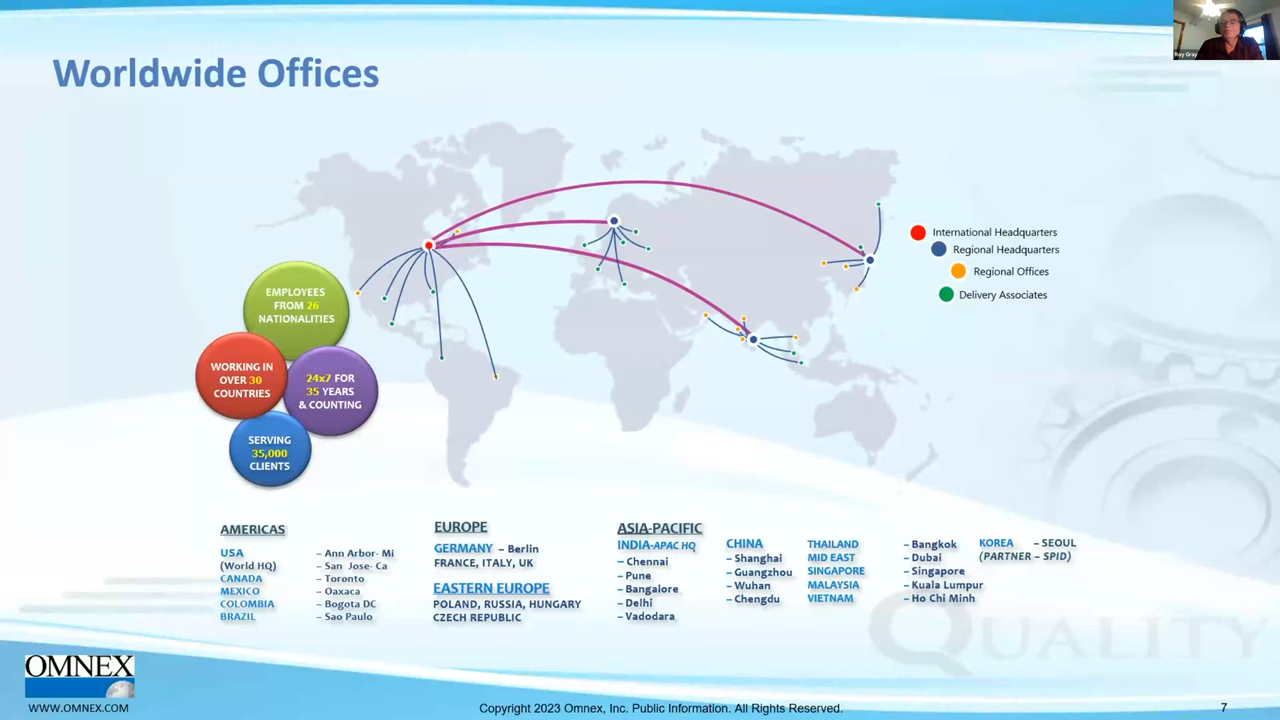 Worldwide Offices
Roy Gray
International Headquarters
Regional Headquarters
Regional Offices
Delivery Associates
EMPLOYEES
FROM 26
NATIONALITIES
WORKING IN
OVER 30
COUNTRIES
24x7 FOR
35 YEARS
& COUNTING
SERVING
35,000
CLIENTS
AMERICAS
USA – Ann Arbor- Mi
(World HQ) – San Jose- Ca
CANADA – Toronto
MEXICO – Oaxaca
COLOMBIA – Bogota DC
BRAZIL – Sao Paulo
EUROPE
GERMANY – Berlin
FRANCE, ITALY, UK
EASTERN EUROPE
POLAND, RUSSIA, HUNGARY
CZECH REPUBLIC
ASIA-PACIFIC
INDIA-APAC HQ
– Chennai
– Pune
– Bangalore
– Delhi
– Vadodara
CHINA
– Shanghai
– Guangzhou
– Wuhan
– Chengdu
THAILAND – Bangkok
MID EAST – Dubai
SINGAPORE – Singapore
MALAYSIA – Kuala Lumpur
VIETNAM – Ho Chi Minh
KOREA – SEOUL
(PARTNER – SPID)
QUALITY
OMNEX
WWW.OMNEX.COM
Copyright 2023 Omnex, Inc. Public Information. All Rights Reserved.
7